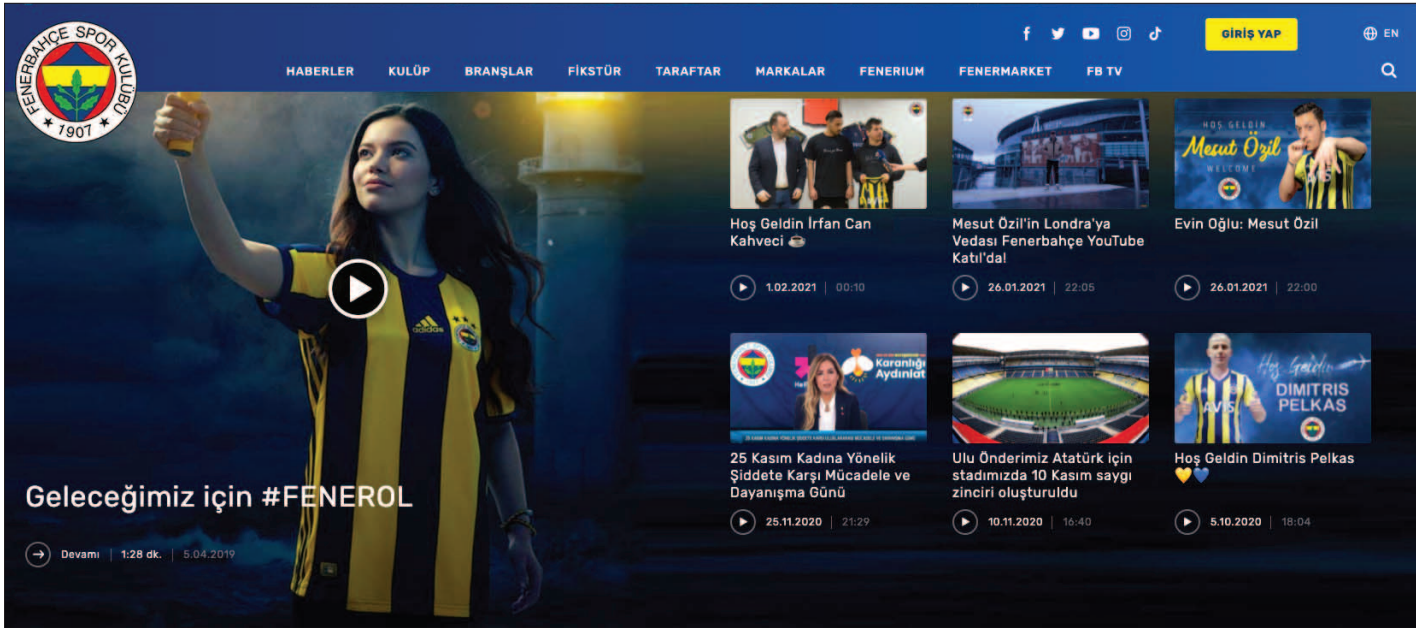 FENERBAHÇE SPOR KULÜBÜ
1907
GİRİŞ YAP
EN
HABERLER KULÜP BRANŞLAR FİKSTÜR TARAFTAR MARKALAR FENERIUM FENERMARKET FB TV
adidas
Geleceğimiz için #FENEROL
Devamı | 1:28 dk. | 5.04.2019
Hoş Geldin İrfan Can
Kahveci ☕
1.02.2021 | 00:10
Mesut Özil'in Londra'ya
Vedası Fenerbahçe YouTube
Katıl'da!
26.01.2021 | 22:05
HOŞ GELDİN
Mesut Özil
WELCOME
AVIS
Evin Oğlu: Mesut Özil
26.01.2021 | 22:00
Karanlığı
Aydınlat
25 Kasım Kadına Yönelik
Şiddete Karşı Mücadele ve
Dayanışma Günü
25.11.2020 | 21:29
Ulu Önderimiz Atatürk için
stadımızda 10 Kasım saygı
zinciri oluşturuldu
10.11.2020 | 16:40
Hoş Geldin
DIMITRIS
PELKAS
AVIS
Hoş Geldin Dimitris Pelkas
💛💙
5.10.2020 | 18:04